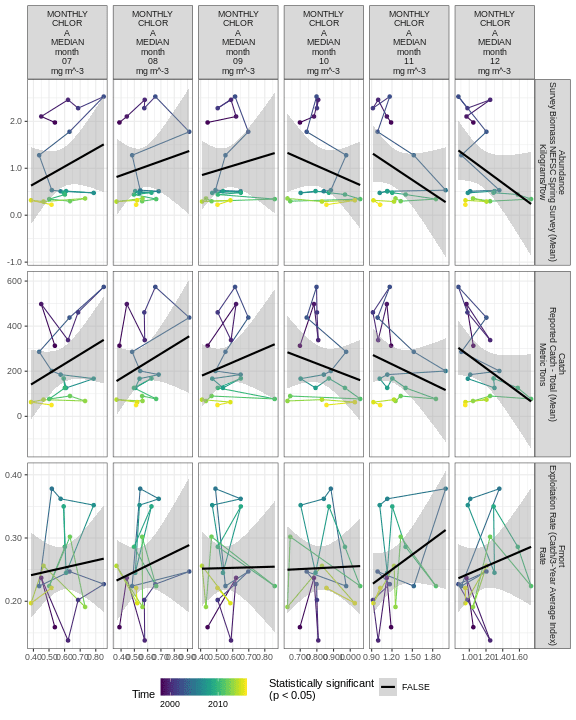 MONTHLY
CHLOR
A
MEDIAN
month
07
mg m^-3
MONTHLY
CHLOR
A
MEDIAN
month
08
mg m^-3
MONTHLY
CHLOR
A
MEDIAN
month
09
mg m^-3
MONTHLY
CHLOR
A
MEDIAN
month
10
mg m^-3
MONTHLY
CHLOR
A
MEDIAN
month
11
mg m^-3
MONTHLY
CHLOR
A
MEDIAN
month
12
mg m^-3
2.0
1.0
0.0
-1.0
Abundance
Survey Biomass NEFSC Spring Survey (Mean)
Kilograms/Tow
600
400
200
0
Catch
Reported Catch - Total (Mean)
Metric Tons
0.40
0.30
0.20
Fmort
Exploitation Rate (Catch/3-Year Average Index)
Rate
0.40 0.50 0.60 0.70 0.80
0.40 0.50 0.60 0.70 0.80 0.90
0.40 0.50 0.60 0.70 0.80
0.700 0.800 0.900 1.000
0.90 1.20 1.50 1.80
1.00 1.20 1.40 1.60
Time
2000 2010
Statistically significant
(p < 0.05)
FALSE